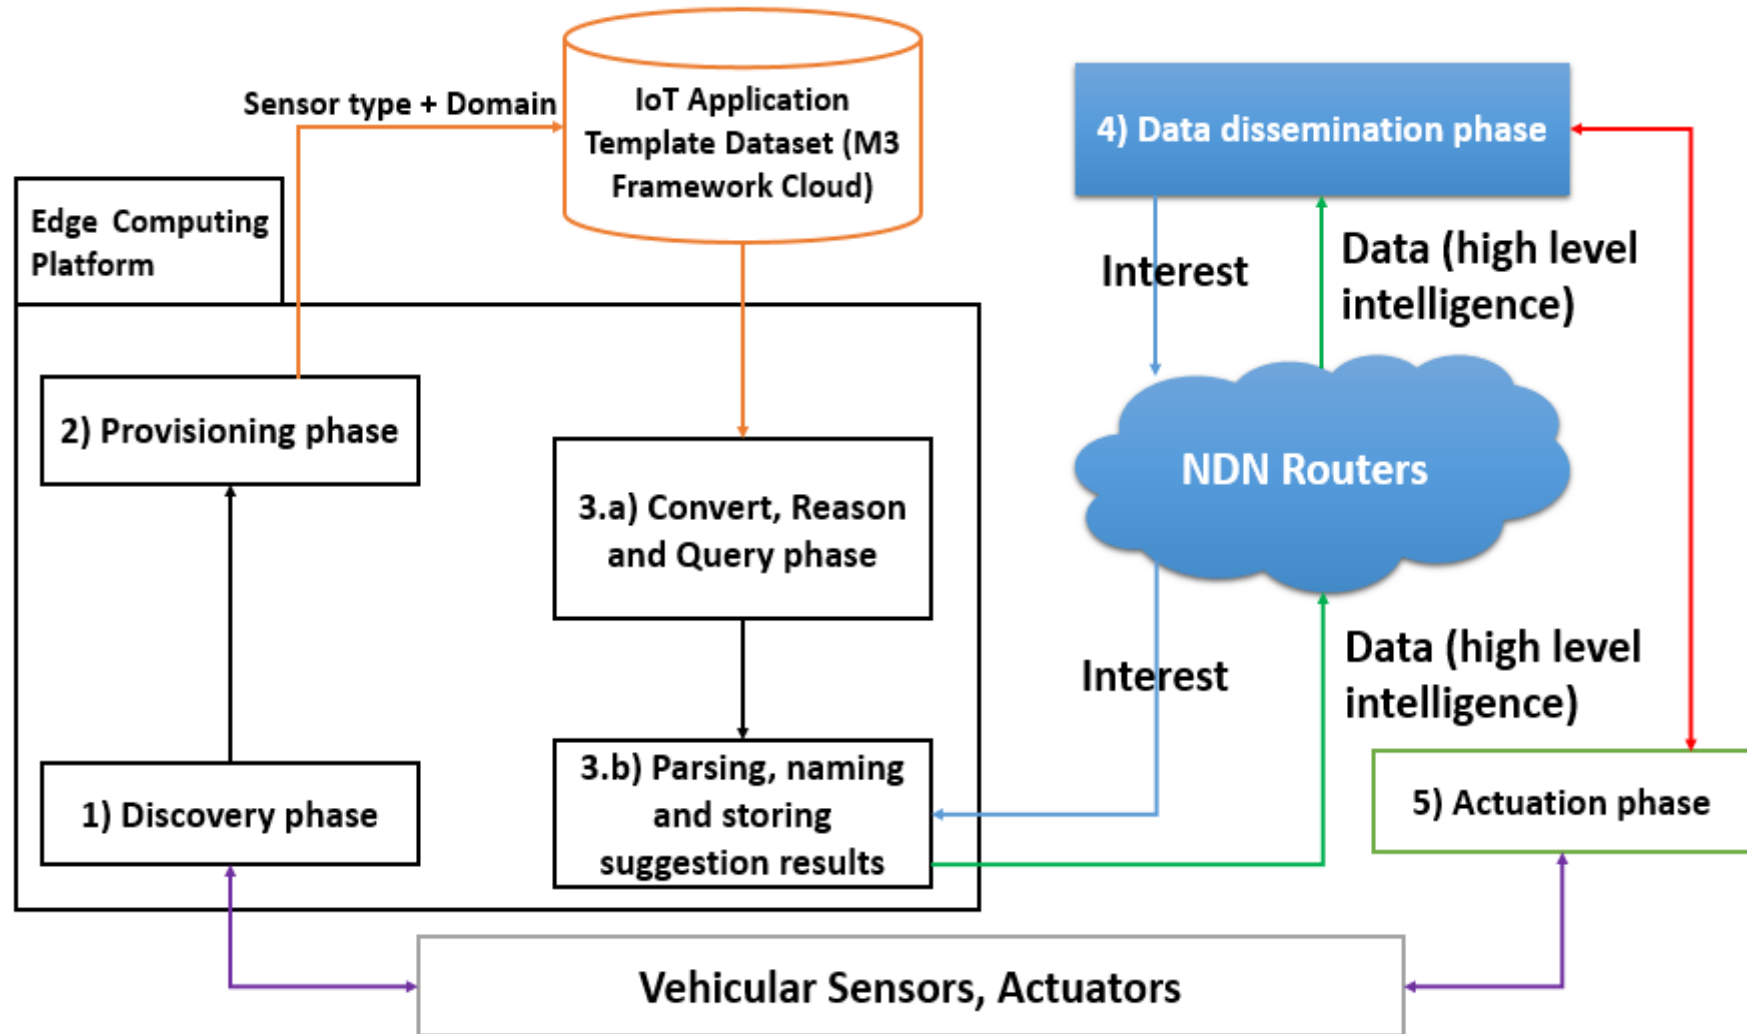 Sensor type + Domain
IoT Application
Template Dataset (M3
Framework Cloud)
4) Data dissemination phase
Edge Computing
Platform
Interest
Data (high level
intelligence)
2) Provisioning phase
3.a) Convert, Reason
and Query phase
NDN Routers
Interest
Data (high level
intelligence)
1) Discovery phase
3.b) Parsing, naming
and storing
suggestion results
5) Actuation phase
Vehicular Sensors, Actuators